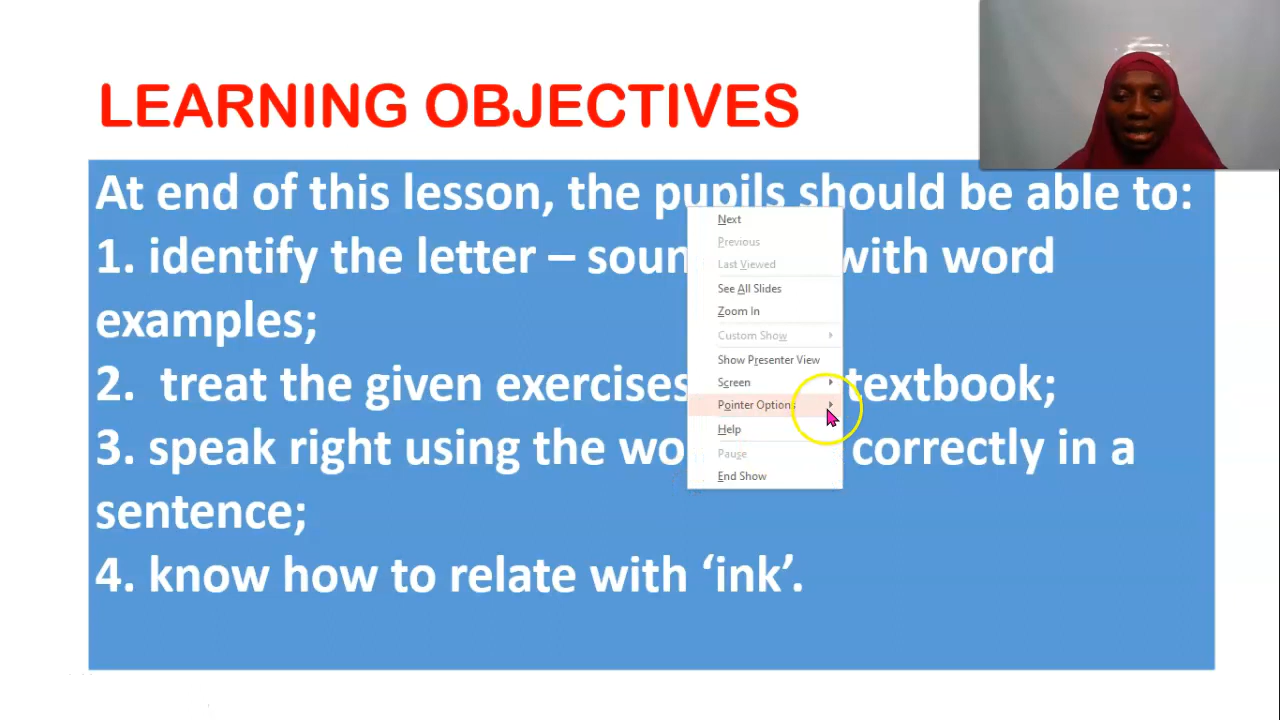 LEARNING OBJECTIVES
At end of this lesson, the pupils should be able to:
1. identify the letter – soun with word
examples;
2. treat the given exercises textbook;
3. speak right using the wo correctly in a
sentence;
4. know how to relate with ‘ink’.
Next
Previous
Last Viewed
See All Slides
Zoom In
Custom Show
Show Presenter View
Screen
Pointer Options
Help
Pause
End Show